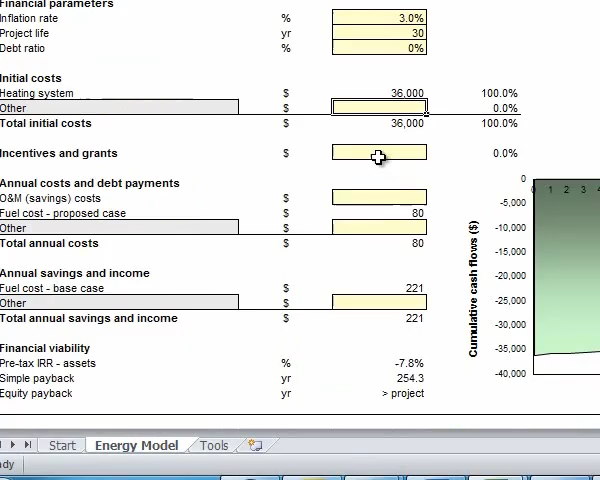 Financial parameters
Inflation rate % 3.0%
Project life yr 30
Debt ratio % 0%
Initial costs
Heating system $ 36,000 100.0%
Other 0.0%
Total initial costs $ 36,000 100.0%
Incentives and grants $ 0.0%
Annual costs and debt payments
O&M (savings) costs $
Fuel cost - proposed case $ 80
Other $
Total annual costs $ 80
Annual savings and income
Fuel cost - base case $ 221
Other $
Total annual savings and income $ 221
Financial viability
Pre-tax IRR - assets % -7.8%
Simple payback yr 254.3
Equity payback yr > project
Cumulative cash flows ($)
0 1 2 3 4
0
-5,000
-10,000
-15,000
-20,000
-25,000
-30,000
-35,000
-40,000
Start Energy Model Tools
ady